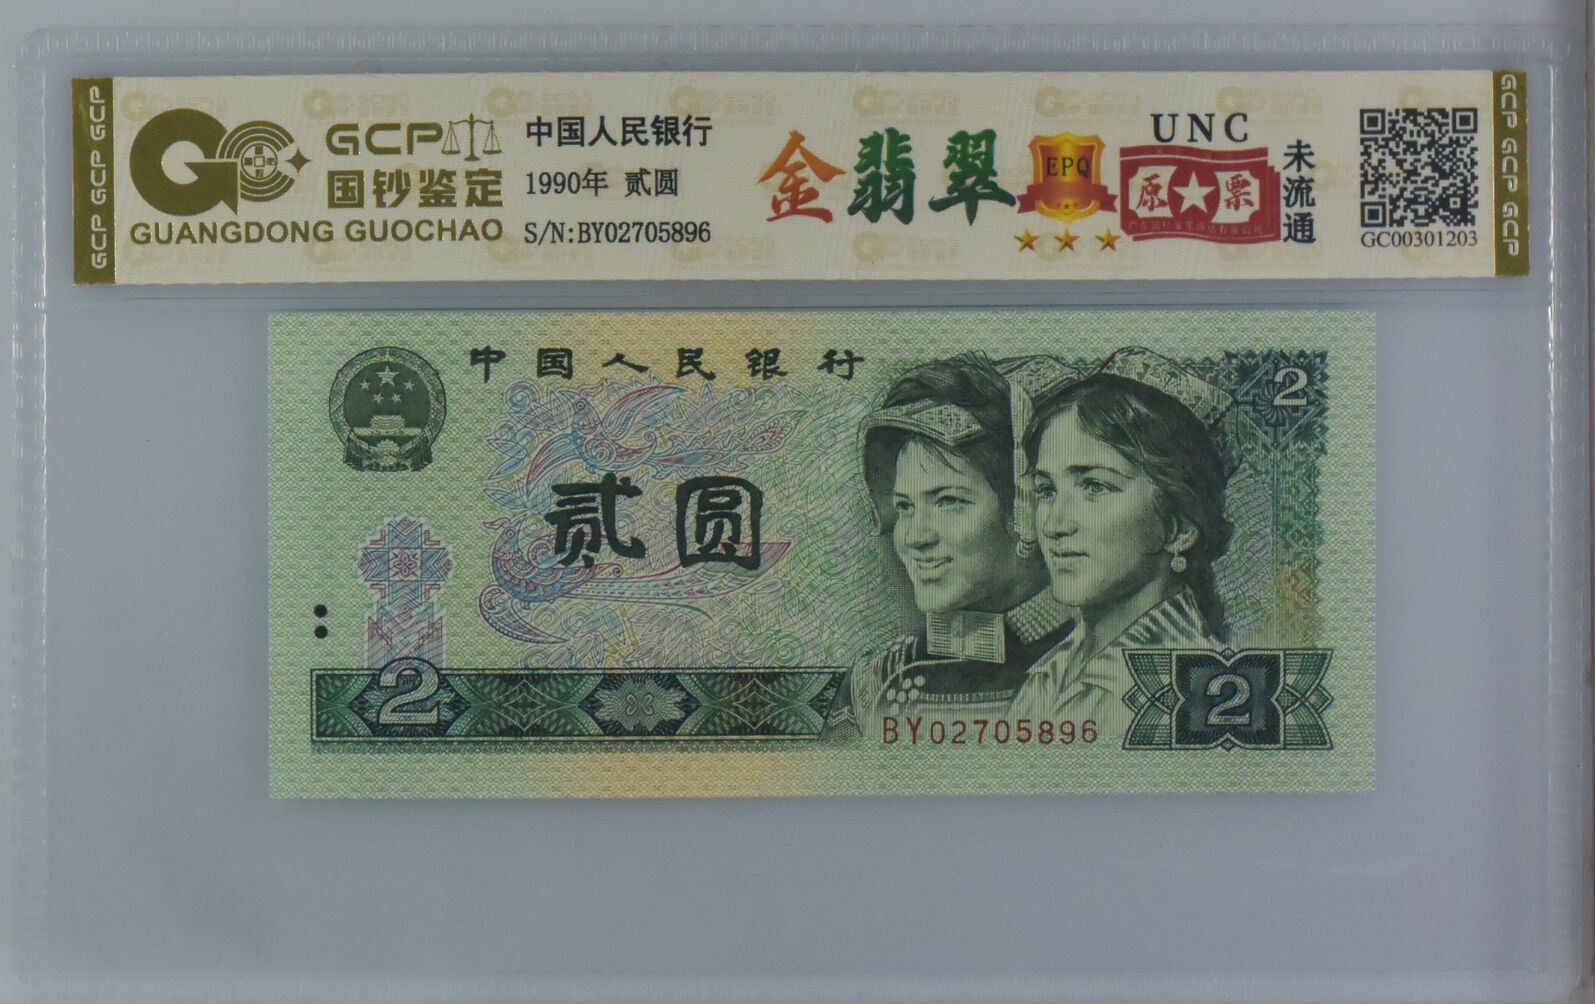 GCP GCP GCP
GCP
国钞鉴定
GUANGDONG GUOCHAO
中国人民银行
1990年 贰圆
S/N:BY02705896
金翡翠
EPQ
UNC
原票
未流通
GC00301203
GCP GCP GCP
中国人民银行
2
贰圆
2
BY02705896
2